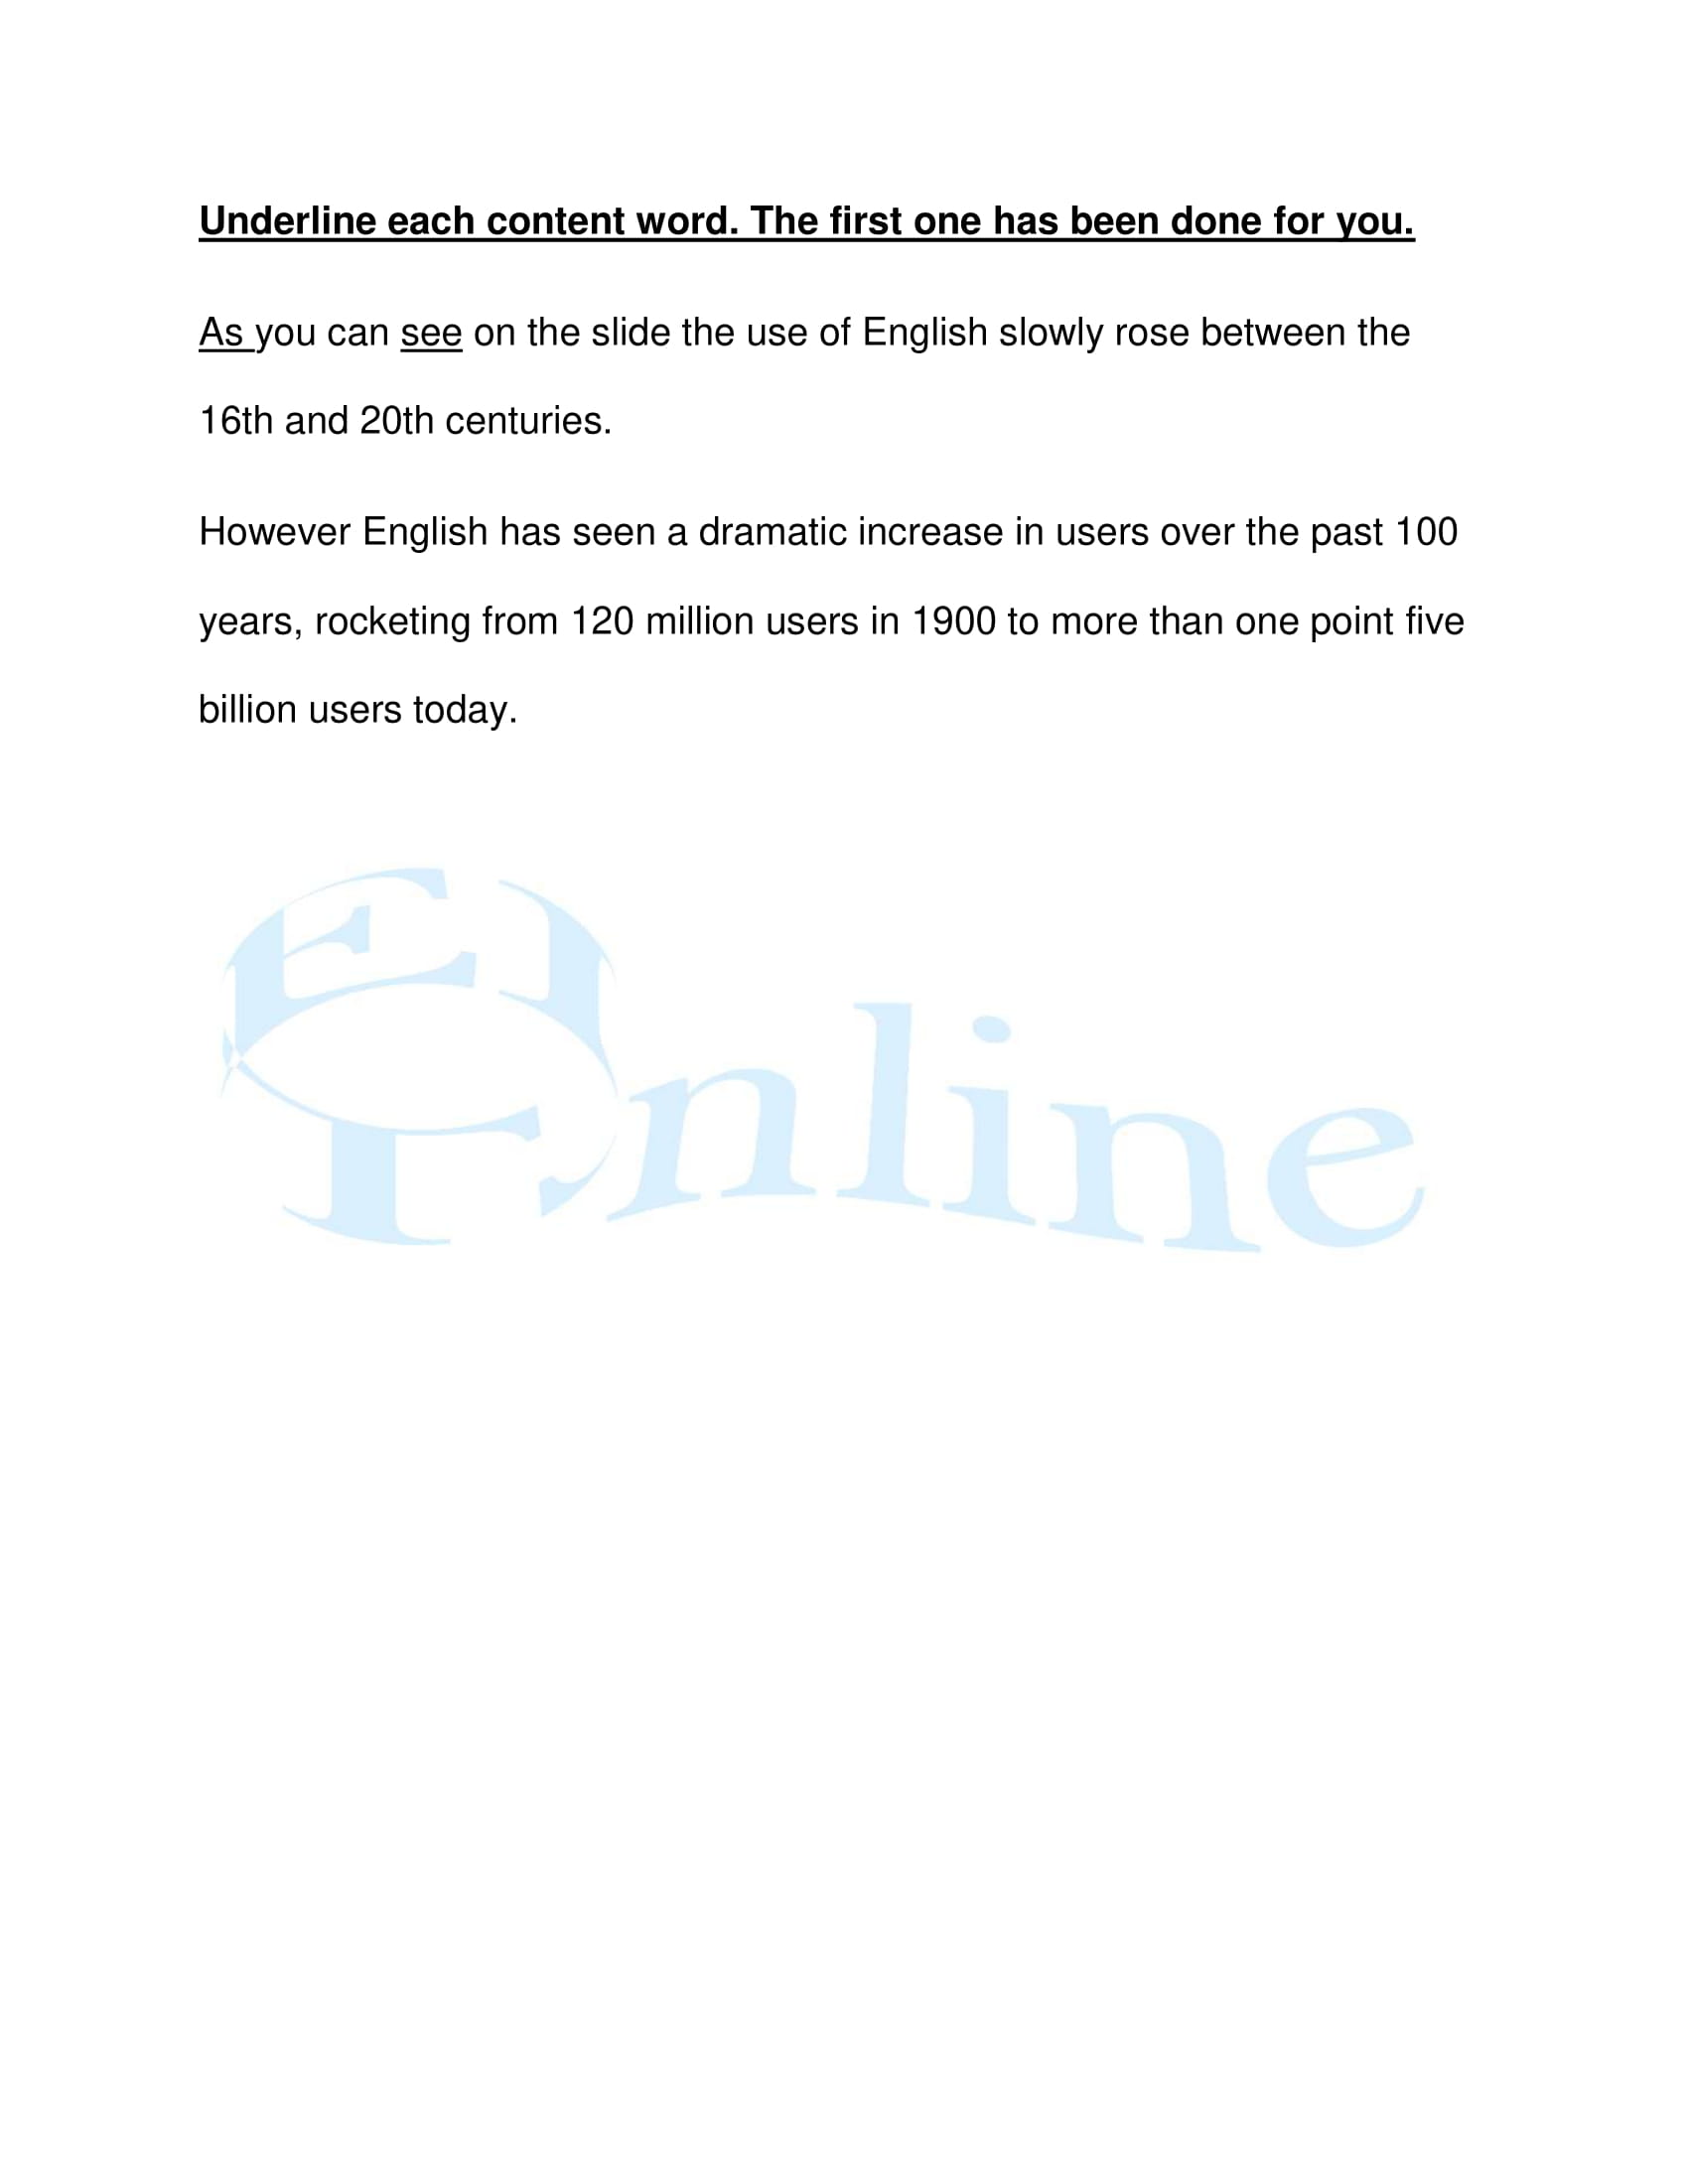 Underline each content word. The first one has been done for you.
As you can see on the slide the use of English slowly rose between the
16th and 20th centuries.
However English has seen a dramatic increase in users over the past 100
years, rocketing from 120 million users in 1900 to more than one point five
billion users today.
EJTOnline